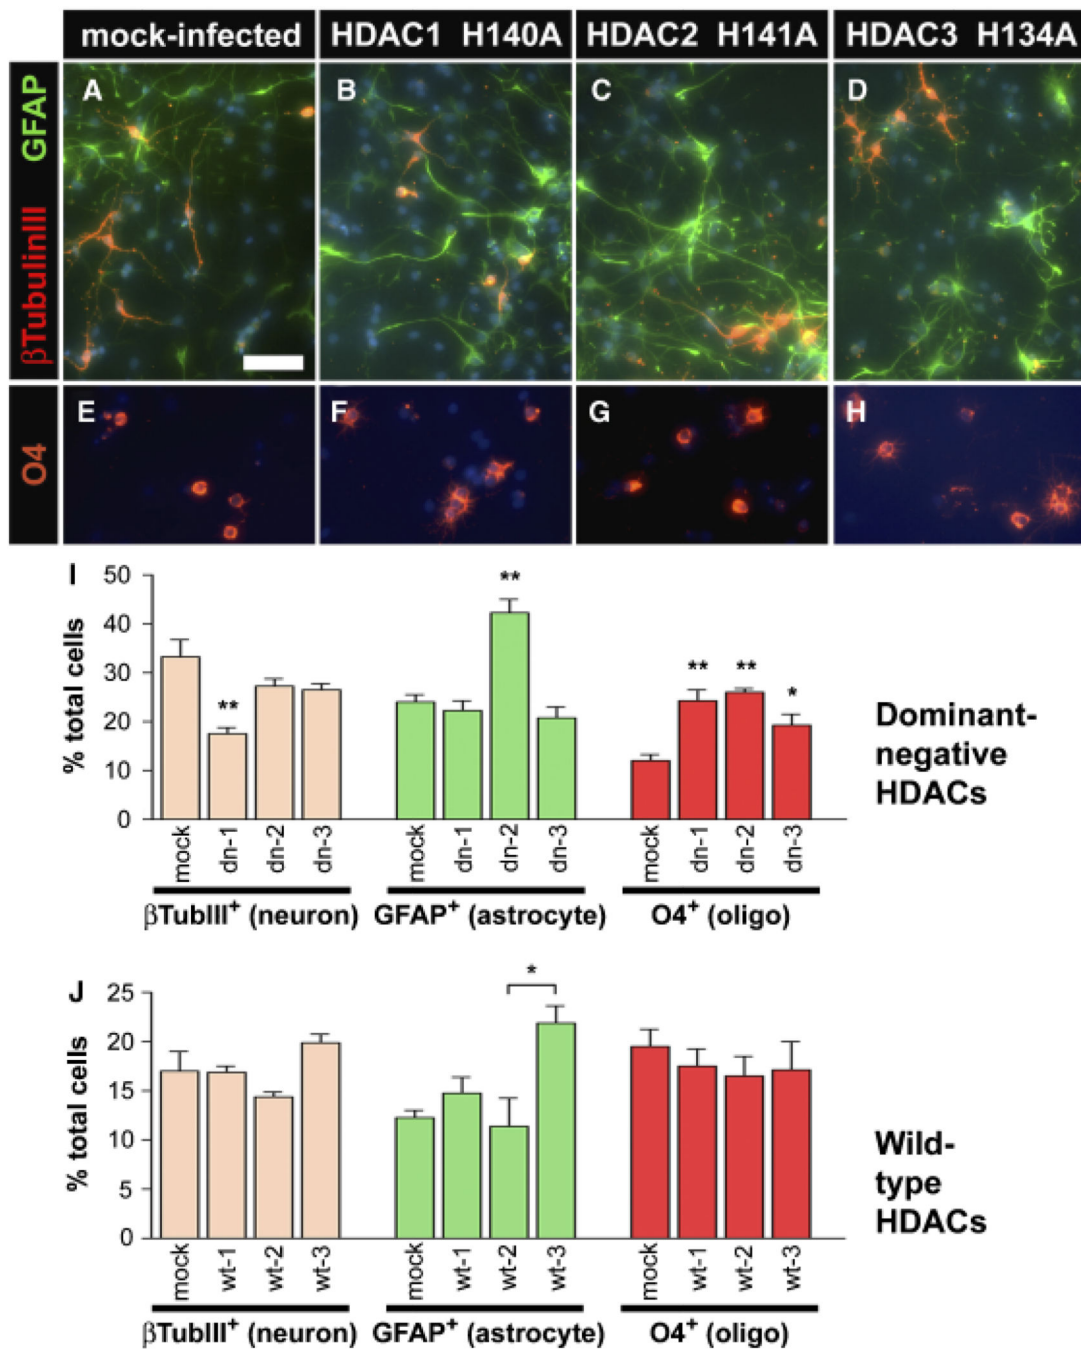 mock-infected HDAC1 H140A HDAC2 H141A HDAC3 H134A
GFAP
βTubulinIII
A B C D
O4
E F G H
I
50
40
30
20
10
0
% total cells
**
**
** ** *
mock dn-1 dn-2 dn-3 mock dn-1 dn-2 dn-3 mock dn-1 dn-2 dn-3
βTubIII+ (neuron) GFAP+ (astrocyte) O4+ (oligo)
Dominant-
negative
HDACs
J
25
20
15
10
5
0
% total cells
*
mock wt-1 wt-2 wt-3 mock wt-1 wt-2 wt-3 mock wt-1 wt-2 wt-3
βTubIII+ (neuron) GFAP+ (astrocyte) O4+ (oligo)
Wild-
type
HDACs